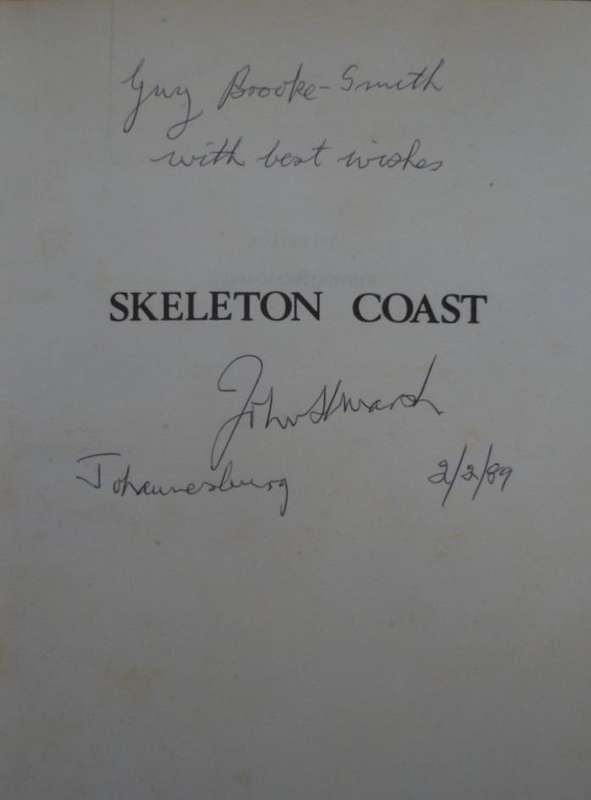 Guy Brooke-Smith
with best wishes
SKELETON COAST
John H Marsh
Johannesburg 2/2/89